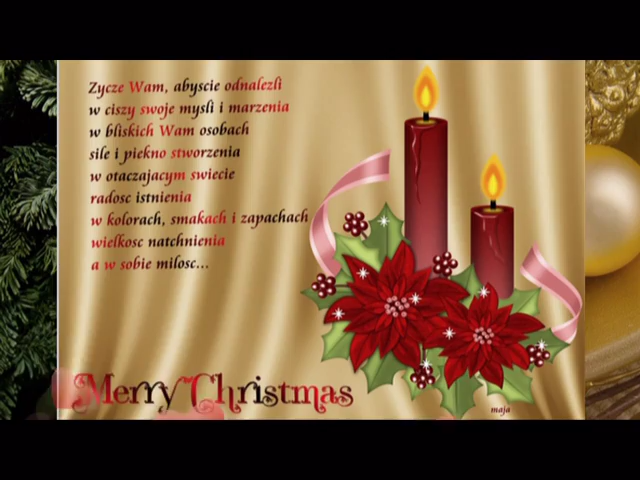 Zycze Wam, abyscie odnalezli
w ciszy swoje mysli i marzenia
w bliskich Wam osobach
sile i piekno stworzenia
w otaczajacym swiecie
radosc istnienia
w kolorach, smakach i zapachach
wielkosc natchnienia
a w sobie milosc...
Merry Christmas
maja